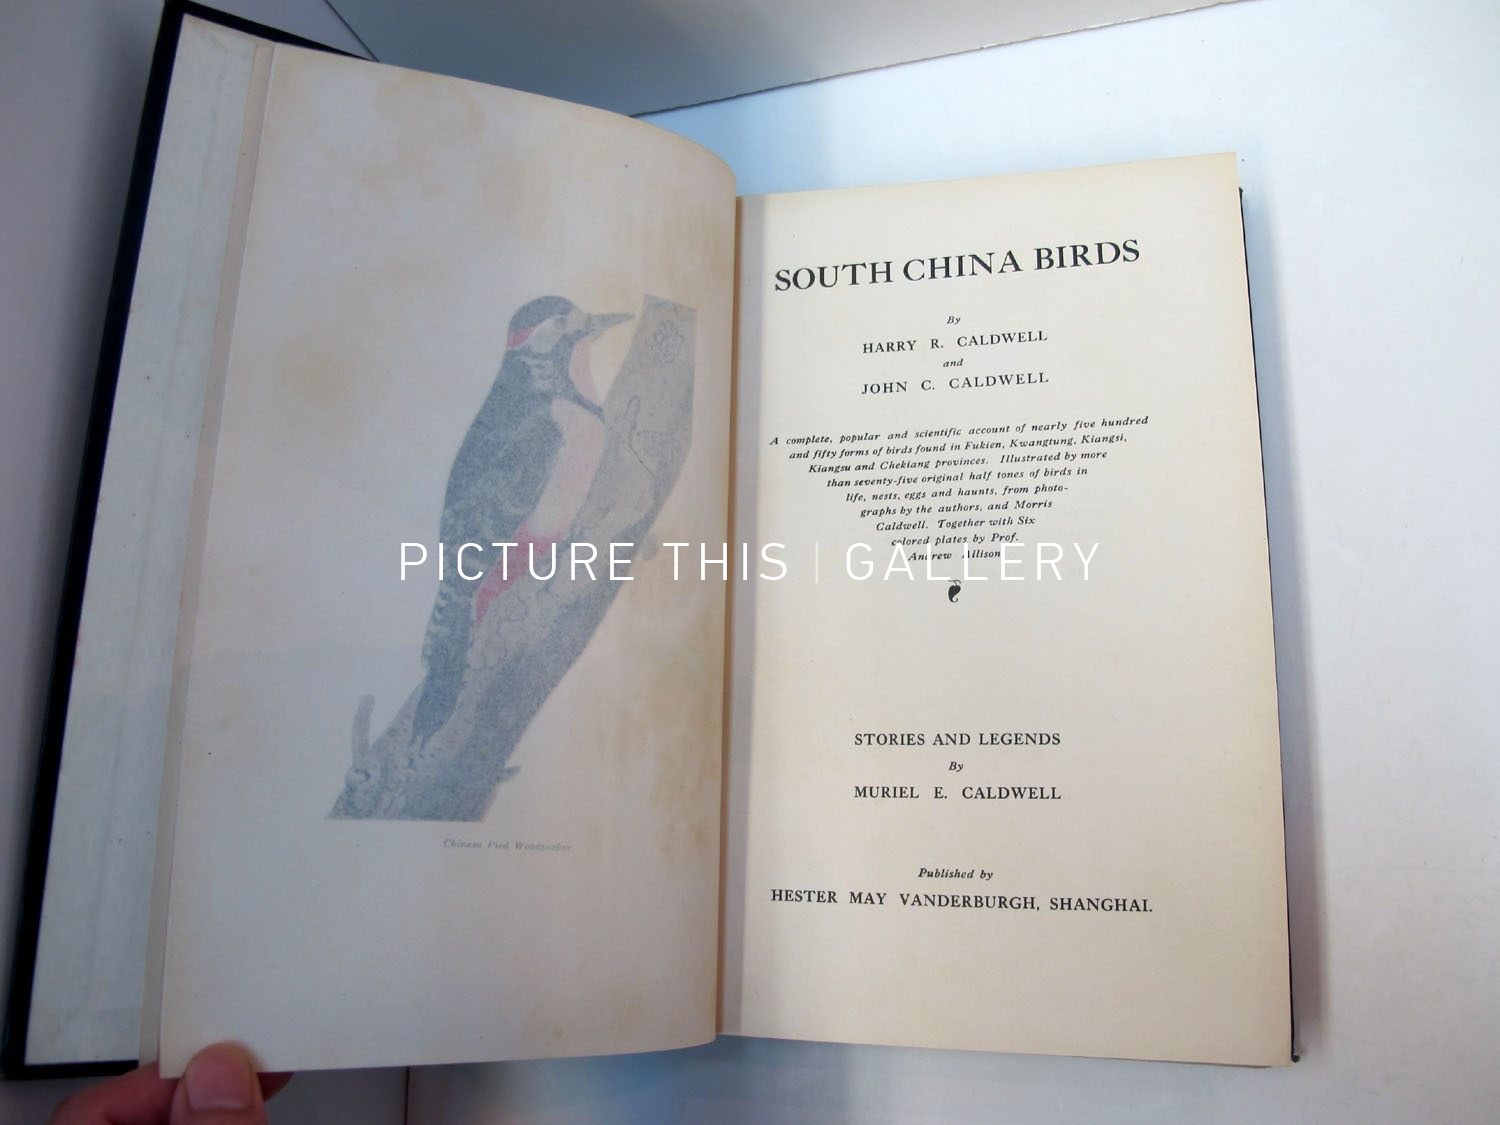 SOUTH CHINA BIRDS
By
HARRY R. CALDWELL
and
JOHN C. CALDWELL
A complete, popular and scientific account of nearly five hundred
and fifty forms of birds found in Fukien, Kwangtung, Kiangsi,
Kiangsu and Chekiang provinces. Illustrated by more
than seventy-five original half tones of birds in
life, nests, eggs and haunts, from photo-
graphs by the authors, and Morris
Caldwell. Together with Six
colored plates by Prof.
Andrew Allison
STORIES AND LEGENDS
By
MURIEL E. CALDWELL
Published by
HESTER MAY VANDERBURGH, SHANGHAI.
Chinese Pied Woodpecker
PICTURE THIS | GALLERY